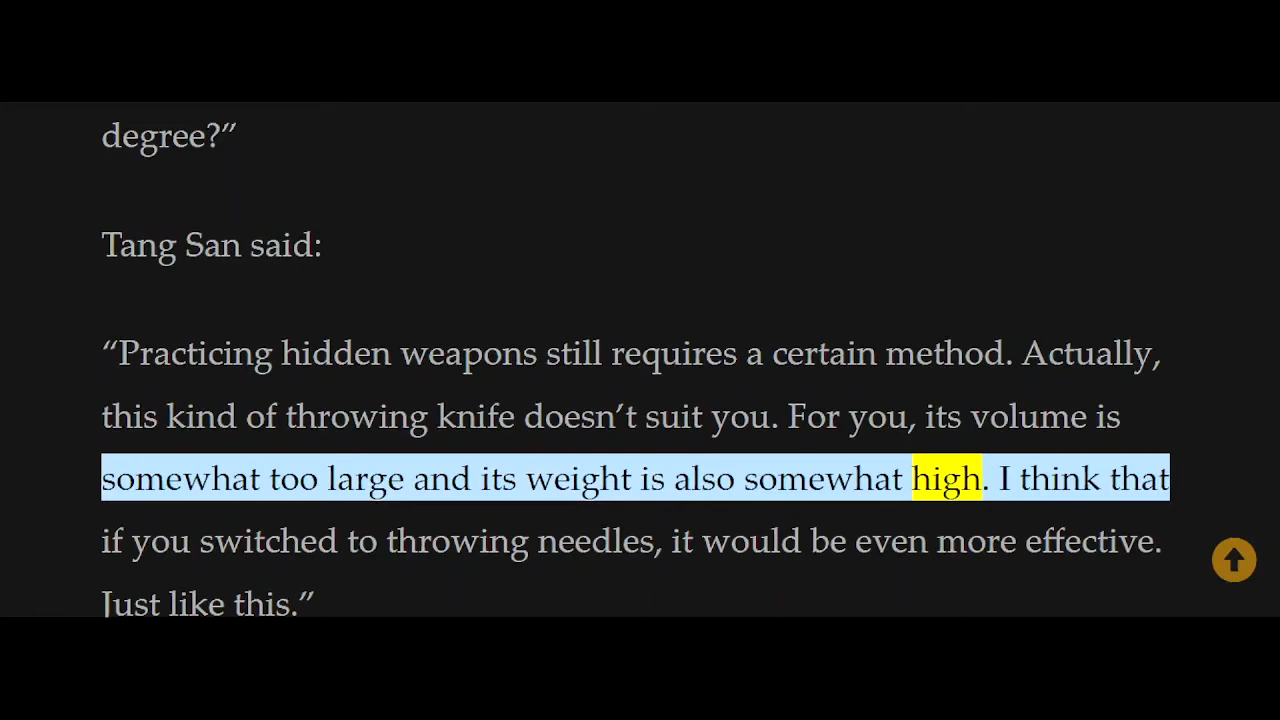 degree?”
Tang San said:
“Practicing hidden weapons still requires a certain method. Actually,
this kind of throwing knife doesn’t suit you. For you, its volume is
somewhat too large and its weight is also somewhat high. I think that
if you switched to throwing needles, it would be even more effective.
Just like this.”